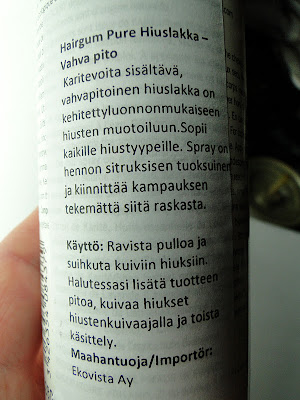 Hairgum Pure Hiuslakka –
Vahva pito
Karitevoita sisältävä,
vahvapitoinen hiuslakka on
kehitettyluonnonmukaiseen
hiusten muotoiluun.Sopii
kaikille hiustyypeille. Spray on
hennon sitruksisen tuoksuinen
ja kiinnittää kampauksen
tekemättä siitä raskasta.
Käyttö: Ravista pulloa ja
suihkuta kuiviin hiuksiin.
Halutessasi lisätä tuotteen
pitoa, kuivaa hiukset
hiustenkuivaajalla ja toista
käsittely.
Maahantuoja/Importör:
Ekovista Ay